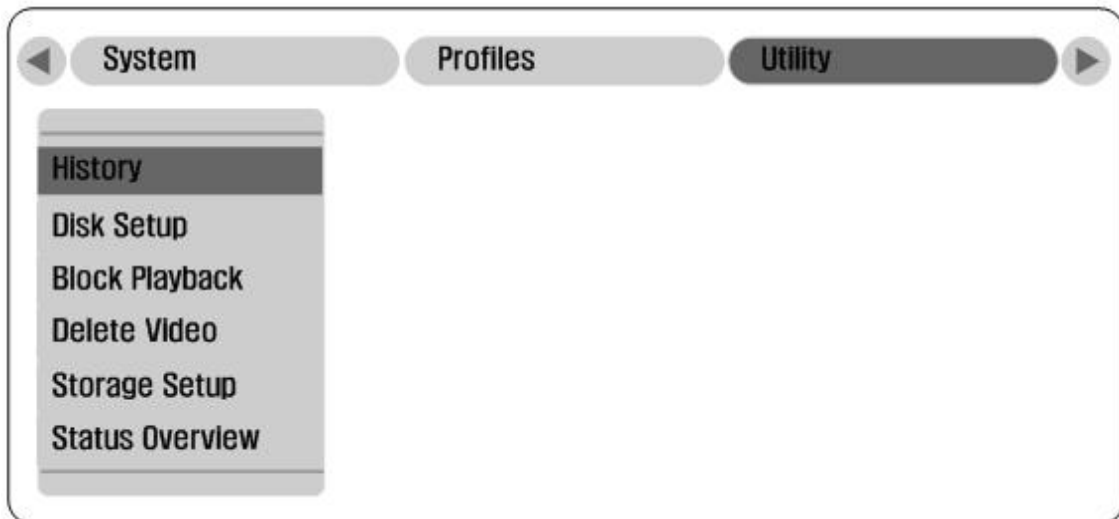 System Profiles Utility
History
Disk Setup
Block Playback
Delete Video
Storage Setup
Status Overview